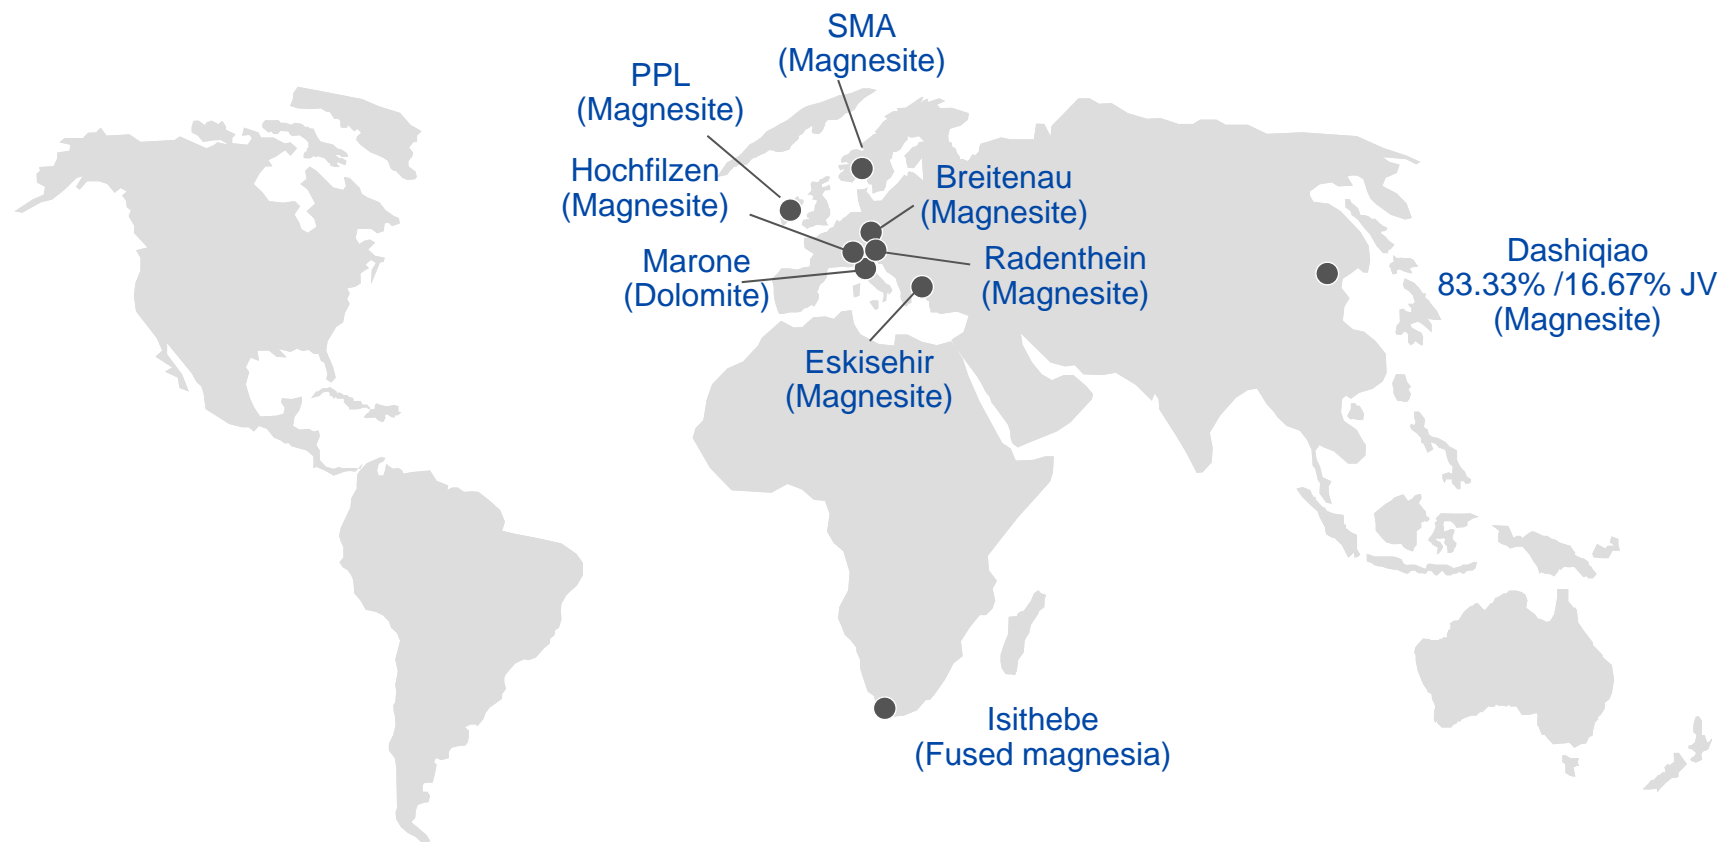 SMA
(Magnesite)
PPL
(Magnesite)
Hochfilzen
(Magnesite)
Breitenau
(Magnesite)
Marone
(Dolomite)
Radenthein
(Magnesite)
Dashiqiao
83.33% /16.67% JV
(Magnesite)
Eskisehir
(Magnesite)
Isithebe
(Fused magnesia)